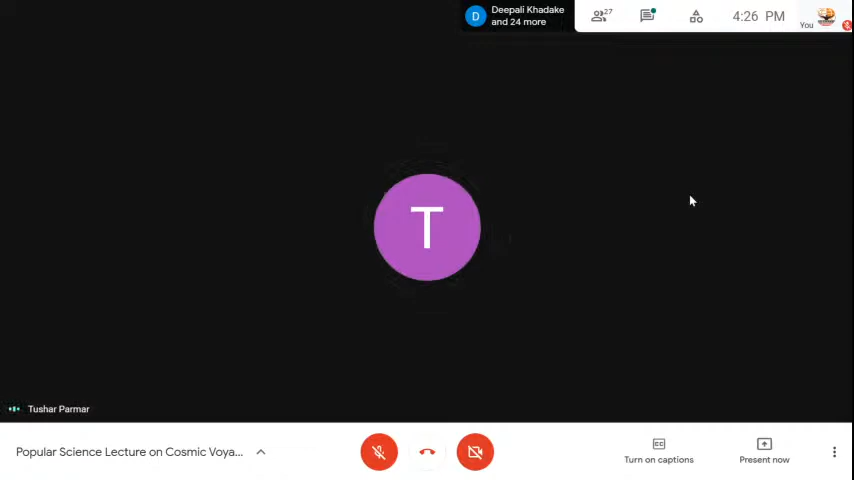 D
Deepali Khadake
and 24 more
27
4:26 PM
You
T
Tushar Parmar
Popular Science Lecture on Cosmic Voya...
CC
Turn on captions
Present now